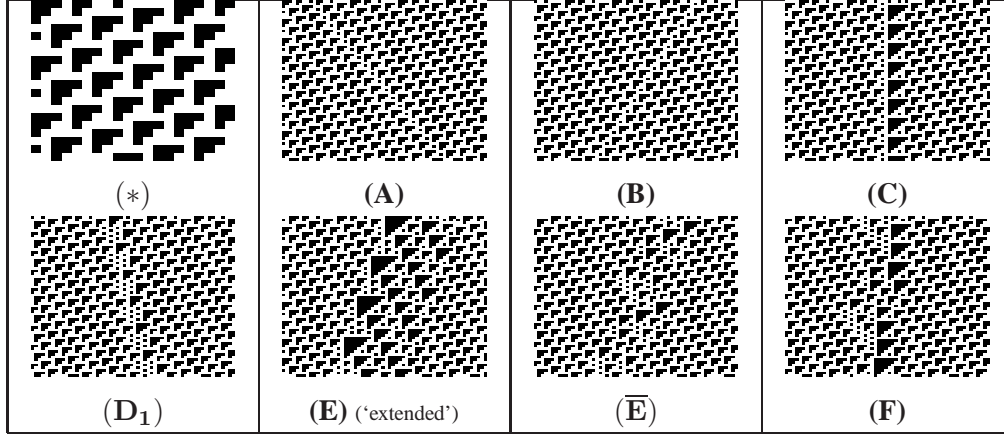 (∗) (A) (B) (C)
(D₁) (E) (‘extended’) (E̅) (F)